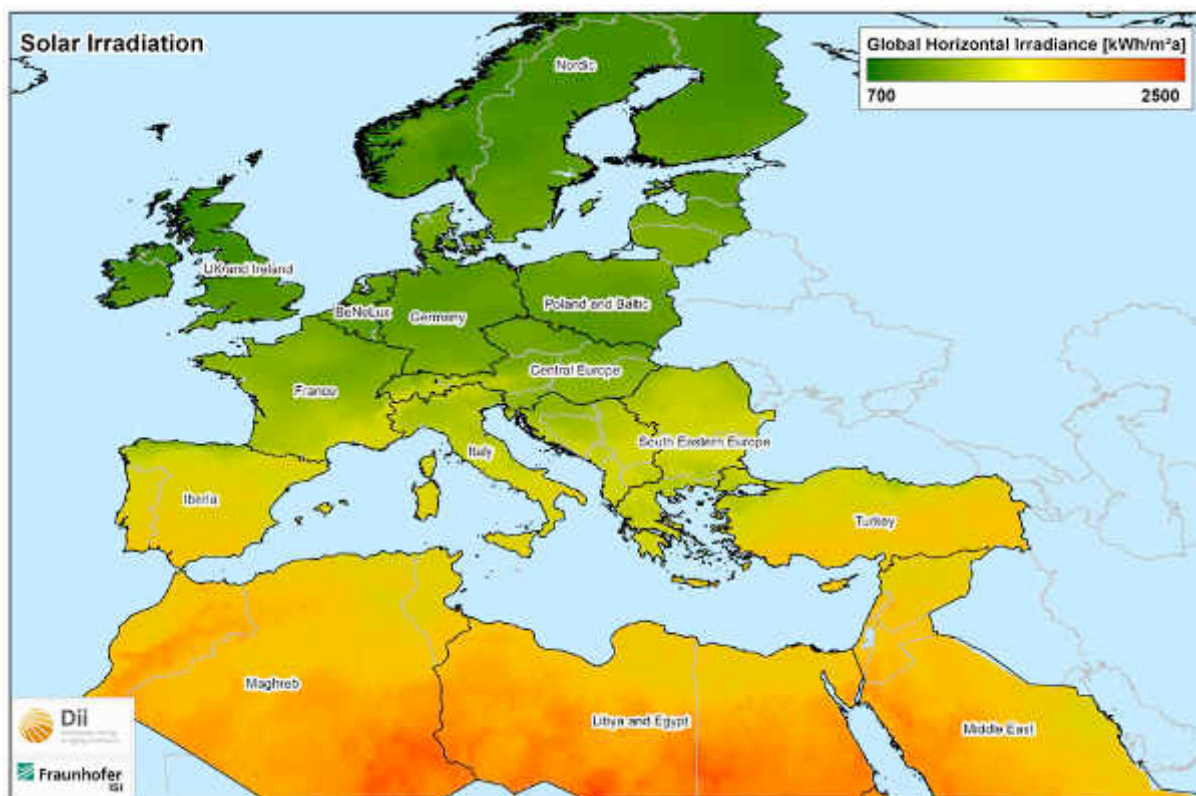 Solar Irradiation
Global Horizontal Irradiance [kWh/m²a]
700 2500
Nordic
UK and Ireland
BeNeLux
Germany
Poland and Baltic
Central Europe
France
South Eastern Europe
Italy
Iberia
Turkey
Maghreb
Libya and Egypt
Middle East
Dii
Fraunhofer
ISI